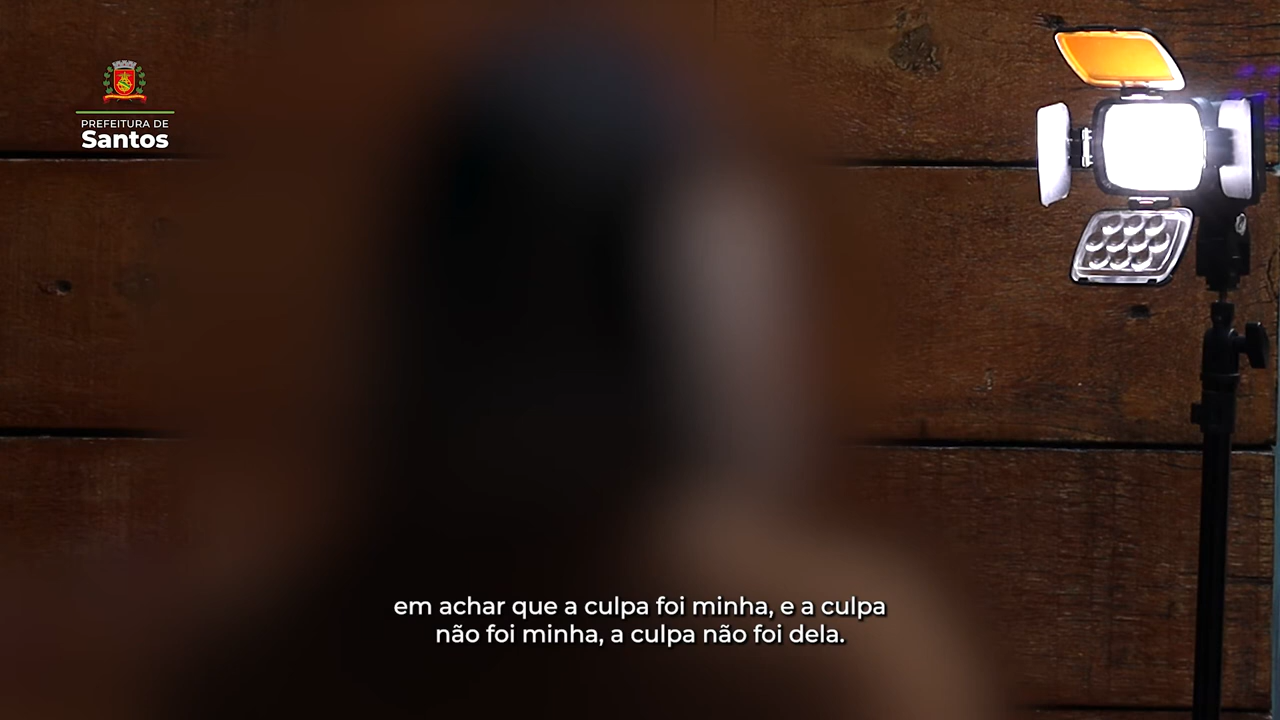 PREFEITURA DE
Santos
em achar que a culpa foi minha, e a culpa
não foi minha, a culpa não foi dela.